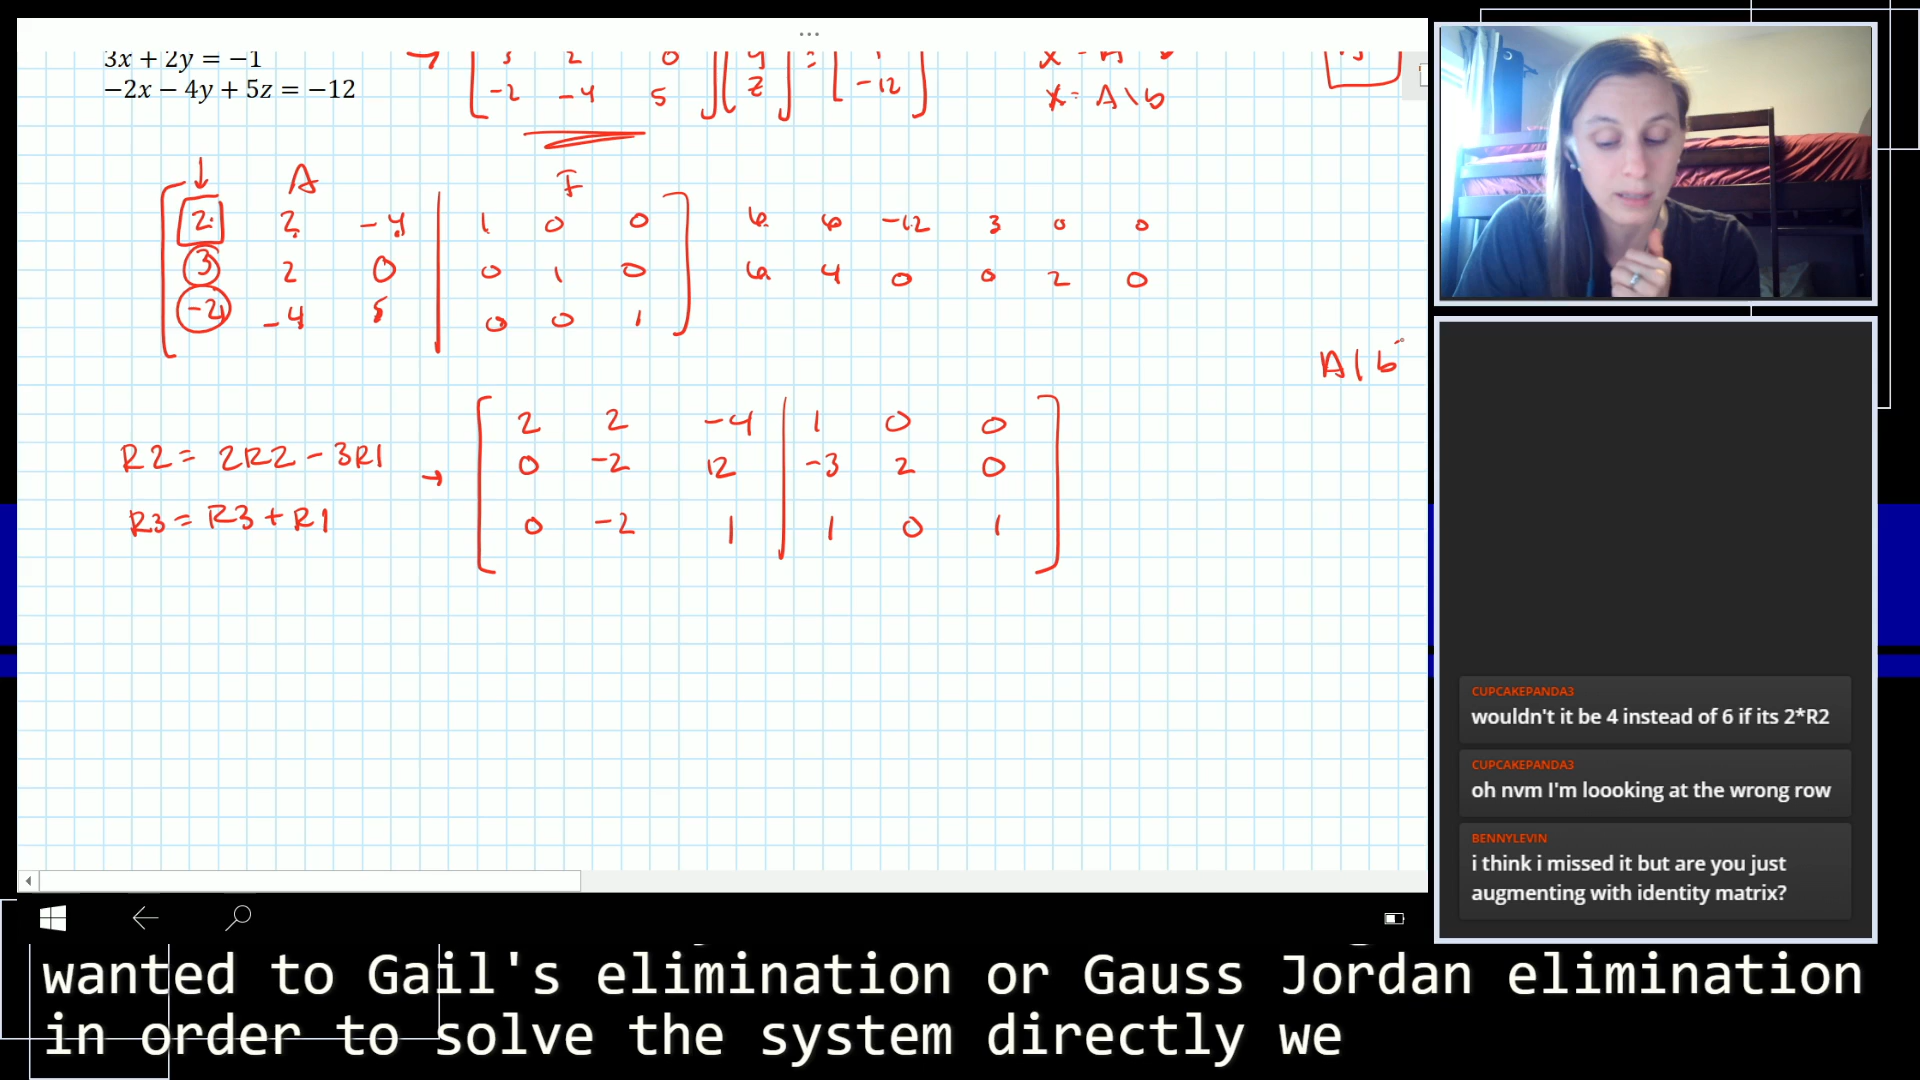 3x + 2y = −1
−2x − 4y + 5z = −12
-2 -4 5
z
-12
x = A \ b
A I
2 2 -4 1 0 0 6 6 -12 3 0 0
3 2 0 0 1 0 6 4 0 0 2 0
-2 -4 5 0 0 1
A | b
2 2 -4 1 0 0
R2 = 2R2 - 3R1 → 0 -2 12 -3 2 0
R3 = R3 + R1 0 -2 1 1 0 1
CUPCAKEPANDA3
wouldn't it be 4 instead of 6 if its 2*R2
CUPCAKEPANDA3
oh nvm I'm loooking at the wrong row
BENNYLEVIN
i think i missed it but are you just
augmenting with identity matrix?
wanted to Gail's elimination or Gauss Jordan elimination
in order to solve the system directly we